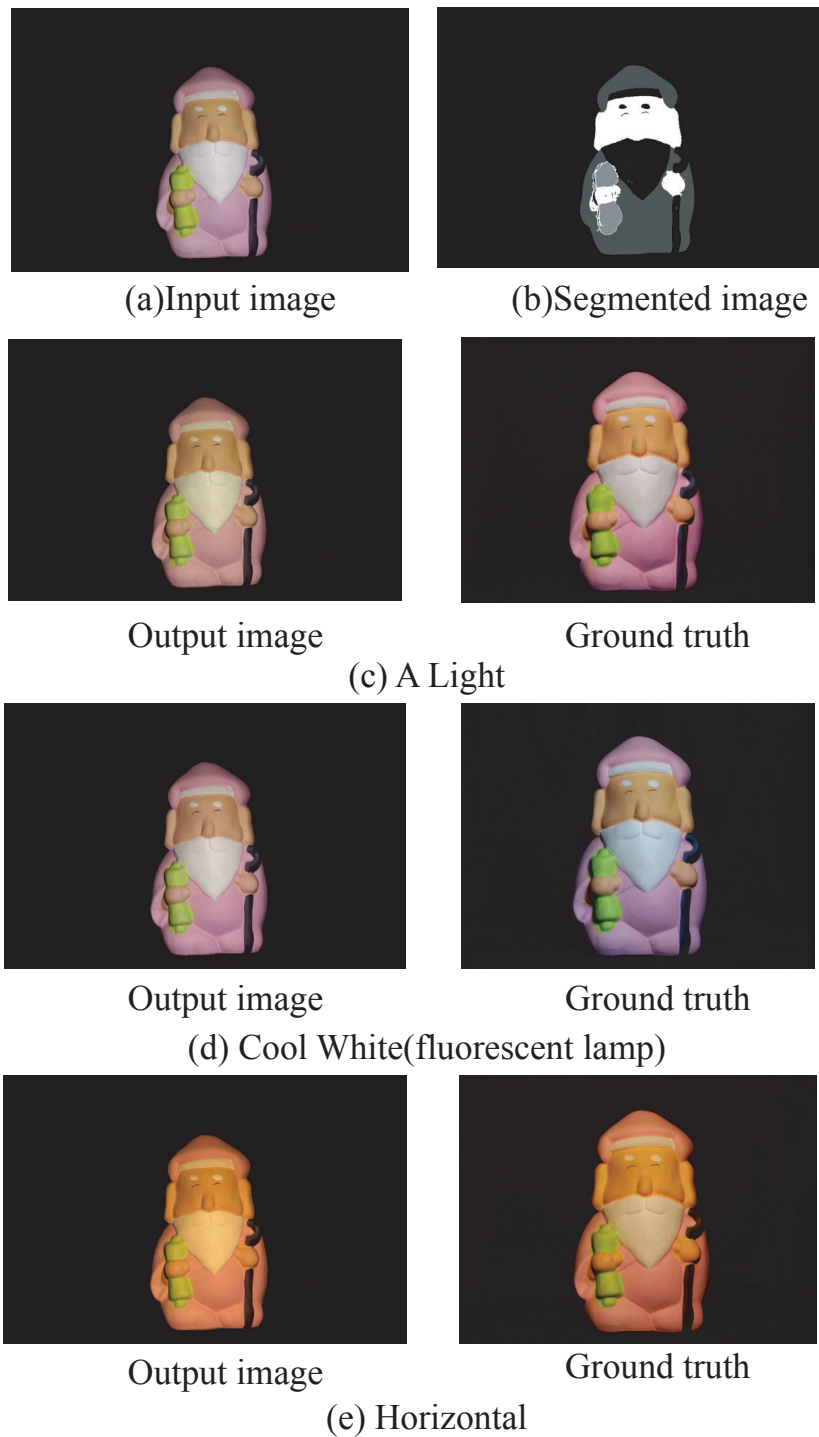 (a)Input image
(b)Segmented image
Output image
Ground truth
(c) A Light
Output image
Ground truth
(d) Cool White(fluorescent lamp)
Output image
Ground truth
(e) Horizontal